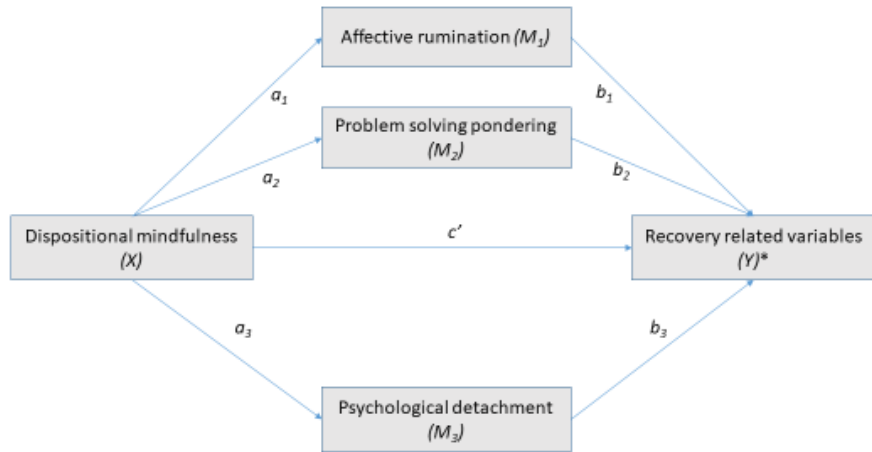 Affective rumination (M₁)
a₁
b₁
Problem solving pondering
(M₂)
a₂
b₂
Dispositional mindfulness
(X)
c'
Recovery related variables
(Y)*
a₃
b₃
Psychological detachment
(M₃)